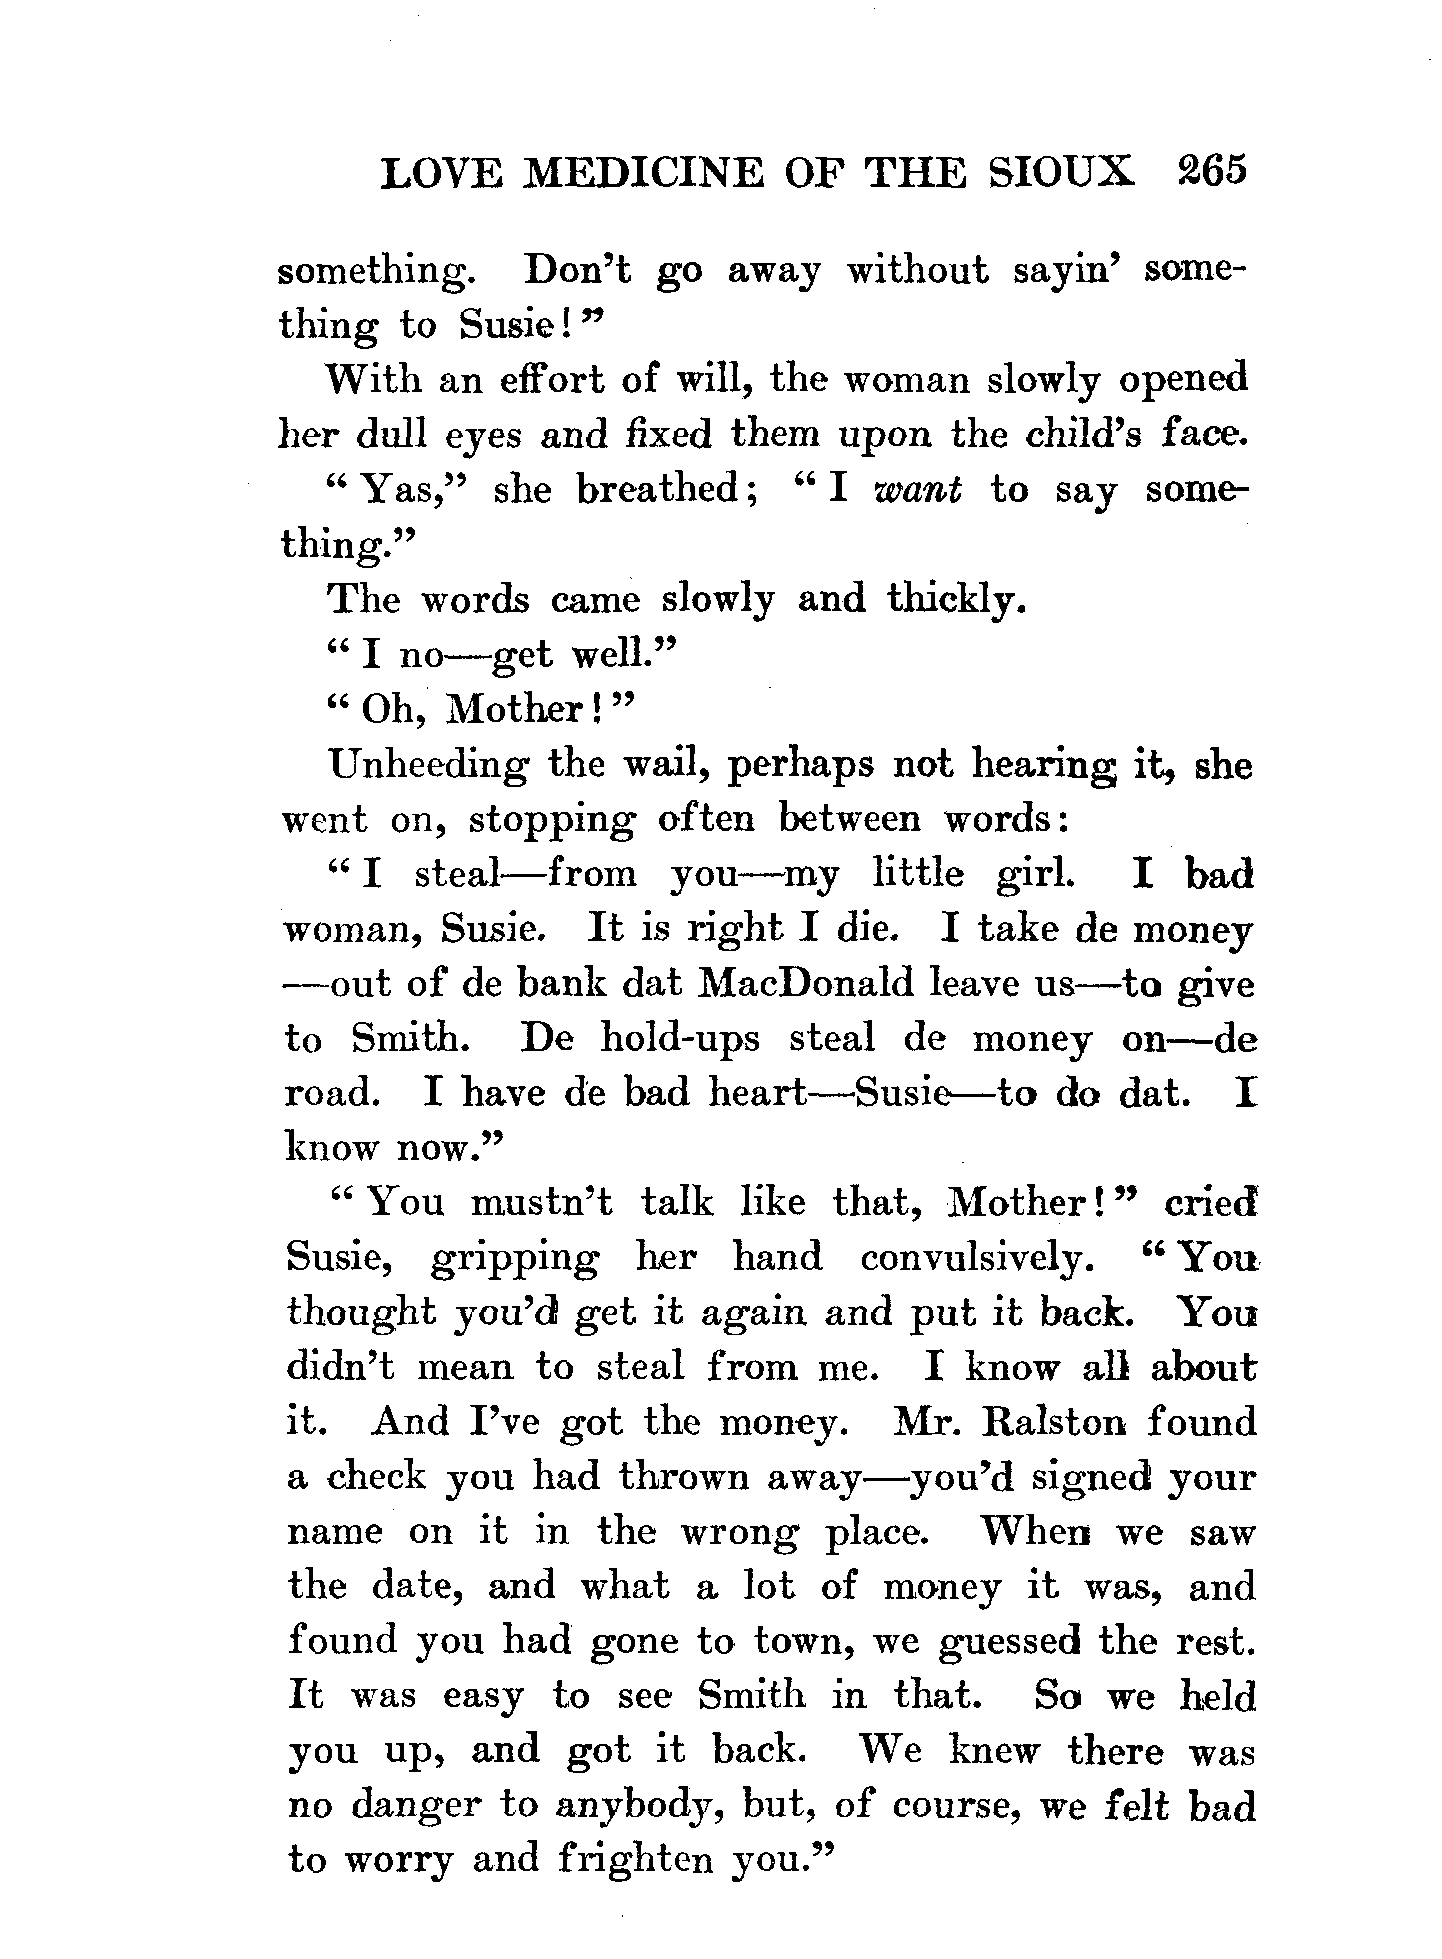 LOVE MEDICINE OF THE SIOUX 265
something. Don't go away without sayin' some-
thing to Susie!"
With an effort of will, the woman slowly opened
her dull eyes and fixed them upon the child's face.
"Yas," she breathed; "I want to say some-
thing."
The words came slowly and thickly.
"I no—get well."
"Oh, Mother!"
Unheeding the wail, perhaps not hearing it, she
went on, stopping often between words:
"I steal—from you—my little girl. I bad
woman, Susie. It is right I die. I take de money
—out of de bank dat MacDonald leave us—to give
to Smith. De hold-ups steal de money on—de
road. I have de bad heart—Susie—to do dat. I
know now."
"You mustn't talk like that, Mother!" cried
Susie, gripping her hand convulsively. "You
thought you'd get it again and put it back. You
didn't mean to steal from me. I know all about
it. And I've got the money. Mr. Ralston found
a check you had thrown away—you'd signed your
name on it in the wrong place. When we saw
the date, and what a lot of money it was, and
found you had gone to town, we guessed the rest.
It was easy to see Smith in that. So we held
you up, and got it back. We knew there was
no danger to anybody, but, of course, we felt bad
to worry and frighten you."